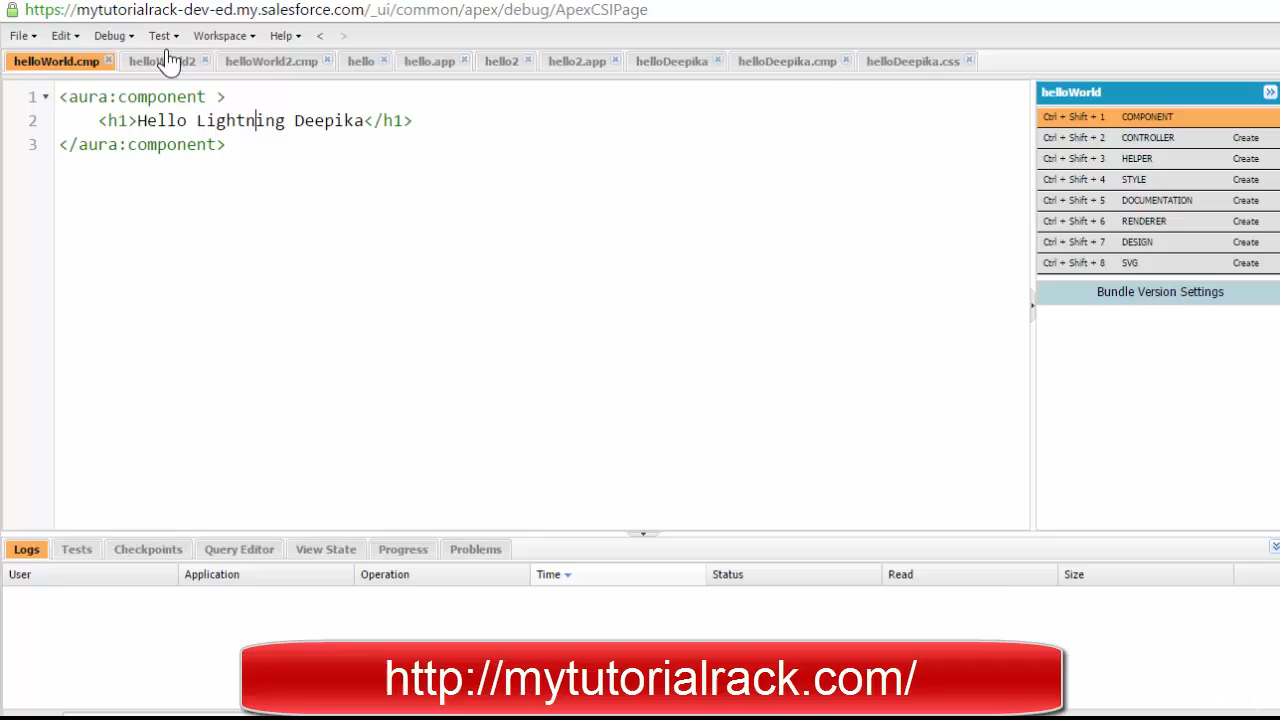 https://mytutorialrack-dev-ed.my.salesforce.com/_ui/common/apex/debug/ApexCSIPage
File Edit Debug Test Workspace Help < >
helloWorld.cmp helloWorld2 helloWorld2.cmp hello hello.app hello2 hello2.app helloDeepika helloDeepika.cmp helloDeepika.css
1 <aura:component >
2 <h1>Hello Lightning Deepika</h1>
3 </aura:component>
helloWorld
Ctrl + Shift + 1 COMPONENT
Ctrl + Shift + 2 CONTROLLER Create
Ctrl + Shift + 3 HELPER Create
Ctrl + Shift + 4 STYLE Create
Ctrl + Shift + 5 DOCUMENTATION Create
Ctrl + Shift + 6 RENDERER Create
Ctrl + Shift + 7 DESIGN Create
Ctrl + Shift + 8 SVG Create
Bundle Version Settings
Logs Tests Checkpoints Query Editor View State Progress Problems
User Application Operation Time Status Read Size
http://mytutorialrack.com/